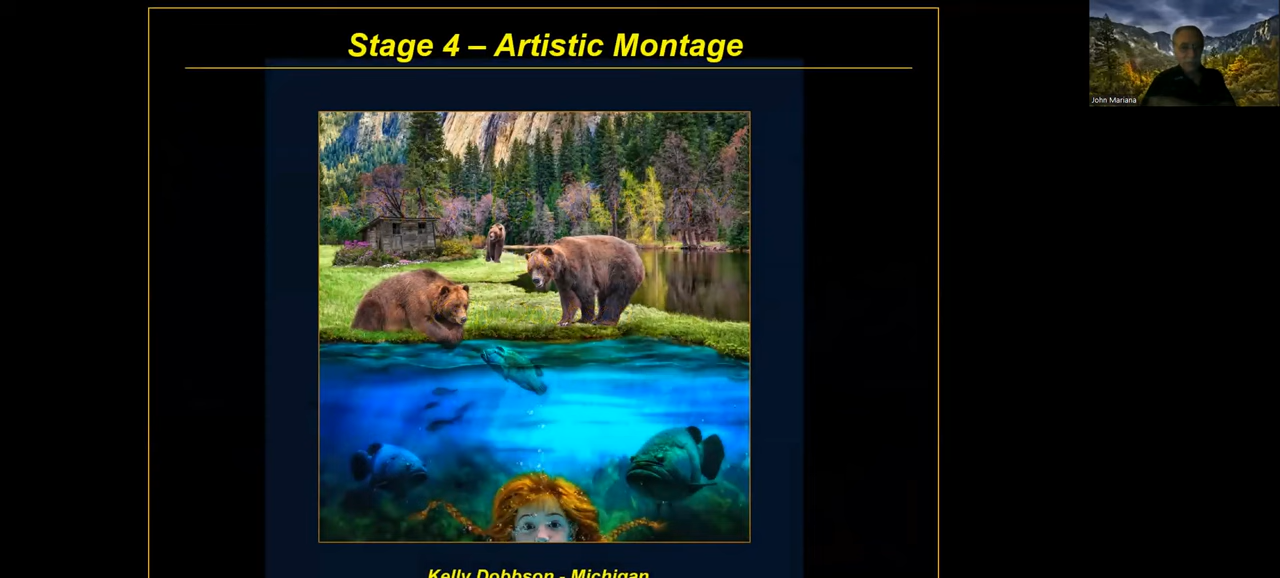 Stage 4 – Artistic Montage
John Mariana
Kelly Dobbson - Michigan